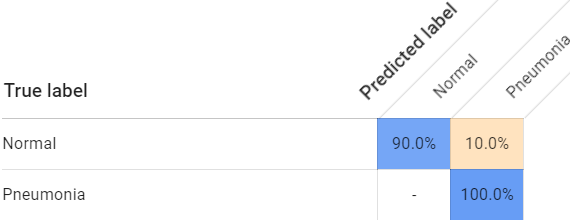 Predicted label
Normal
Pneumonia
True label
Normal 90.0% 10.0%
Pneumonia - 100.0%